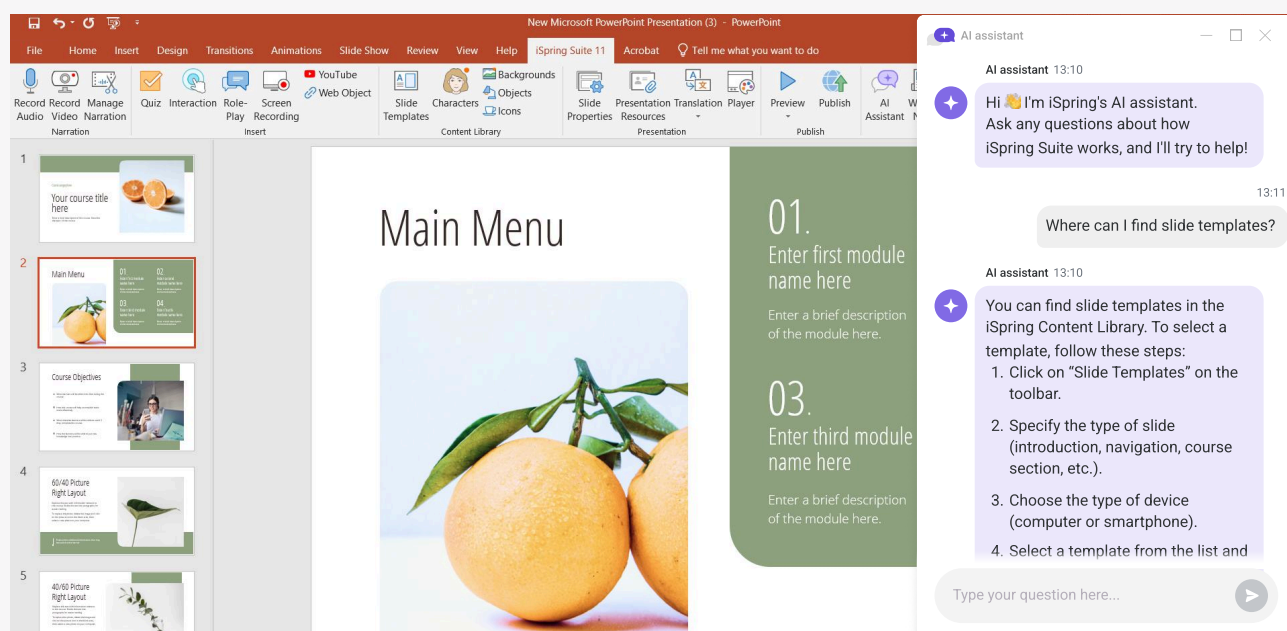 New Microsoft PowerPoint Presentation (3) - PowerPoint
File Home Insert Design Transitions Animations Slide Show Review View Help iSpring Suite 11 Acrobat Tell me what you want to do
Record Audio
Record Video
Manage Narration
Narration
Quiz
Interaction
Role-Play
Screen Recording
YouTube
Web Object
Insert
Slide Templates
Characters
Backgrounds
Objects
Icons
Content Library
Slide Properties
Presentation Resources
Translation
Player
Presentation
Preview
Publish
Publish
AI Assistant
1
Your course title
here
2
Main Menu
01
02
03
04
3
Course Objectives
4
60/40 Picture
Right Layout
5
40/60 Picture
Right Layout
Main Menu
01.
Enter first module
name here
Enter a brief description
of the module here.
03.
Enter third module
name here
Enter a brief description
of the module here.
AI assistant
AI assistant 13:10
Hi 👋 I'm iSpring's AI assistant.
Ask any questions about how
iSpring Suite works, and I'll try to help!
13:11
Where can I find slide templates?
AI assistant 13:10
You can find slide templates in the
iSpring Content Library. To select a
template, follow these steps:
1. Click on “Slide Templates” on the
toolbar.
2. Specify the type of slide
(introduction, navigation, course
section, etc.).
3. Choose the type of device
(computer or smartphone).
4. Select a template from the list and
Type your question here...